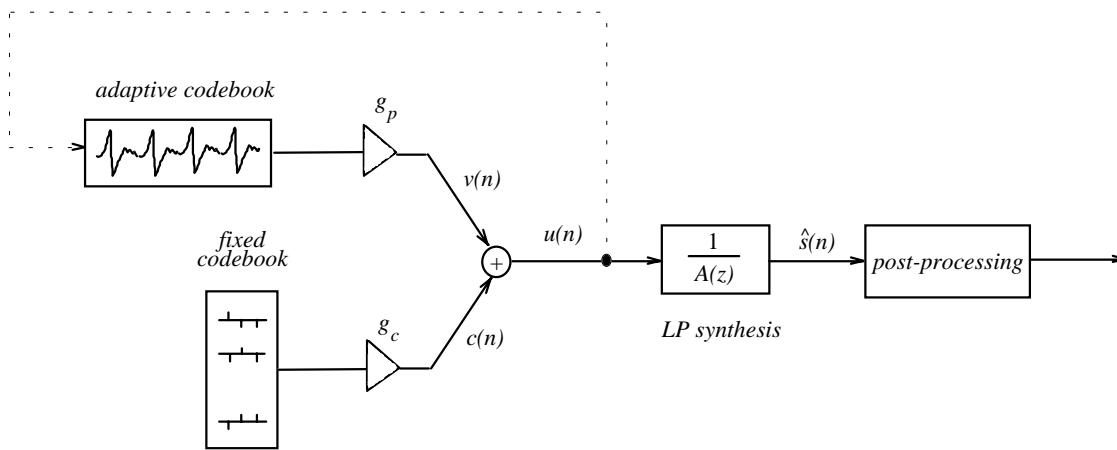 adaptive codebook
g_p
v(n)
fixed
codebook
+
u(n)
1
A(z)
ŝ(n)
post-processing
LP synthesis
g_c
c(n)